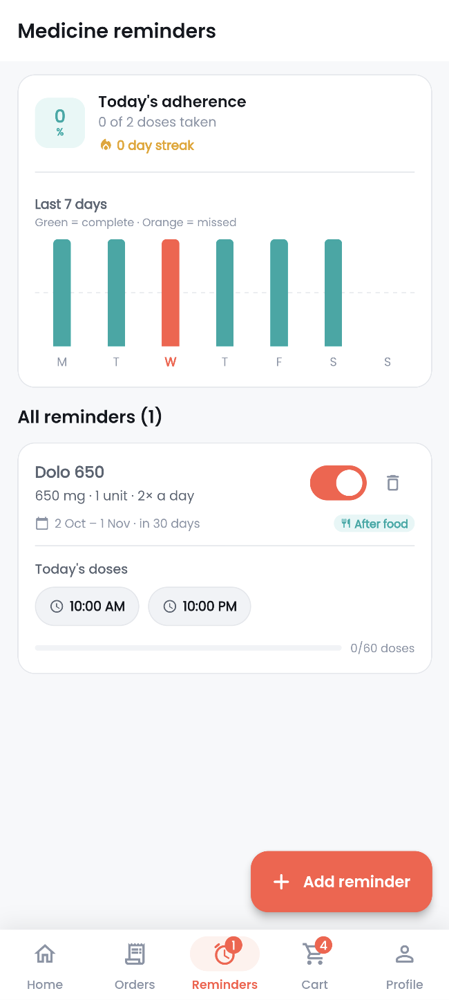 Medicine reminders
0
%
Today's adherence
0 of 2 doses taken
0 day streak
Last 7 days
Green = complete · Orange = missed
M T W T F S S
All reminders (1)
Dolo 650
650 mg · 1 unit · 2× a day
2 Oct – 1 Nov · in 30 days
After food
Today's doses
10:00 AM 10:00 PM
0/60 doses
Add reminder
1 4
Home Orders Reminders Cart Profile